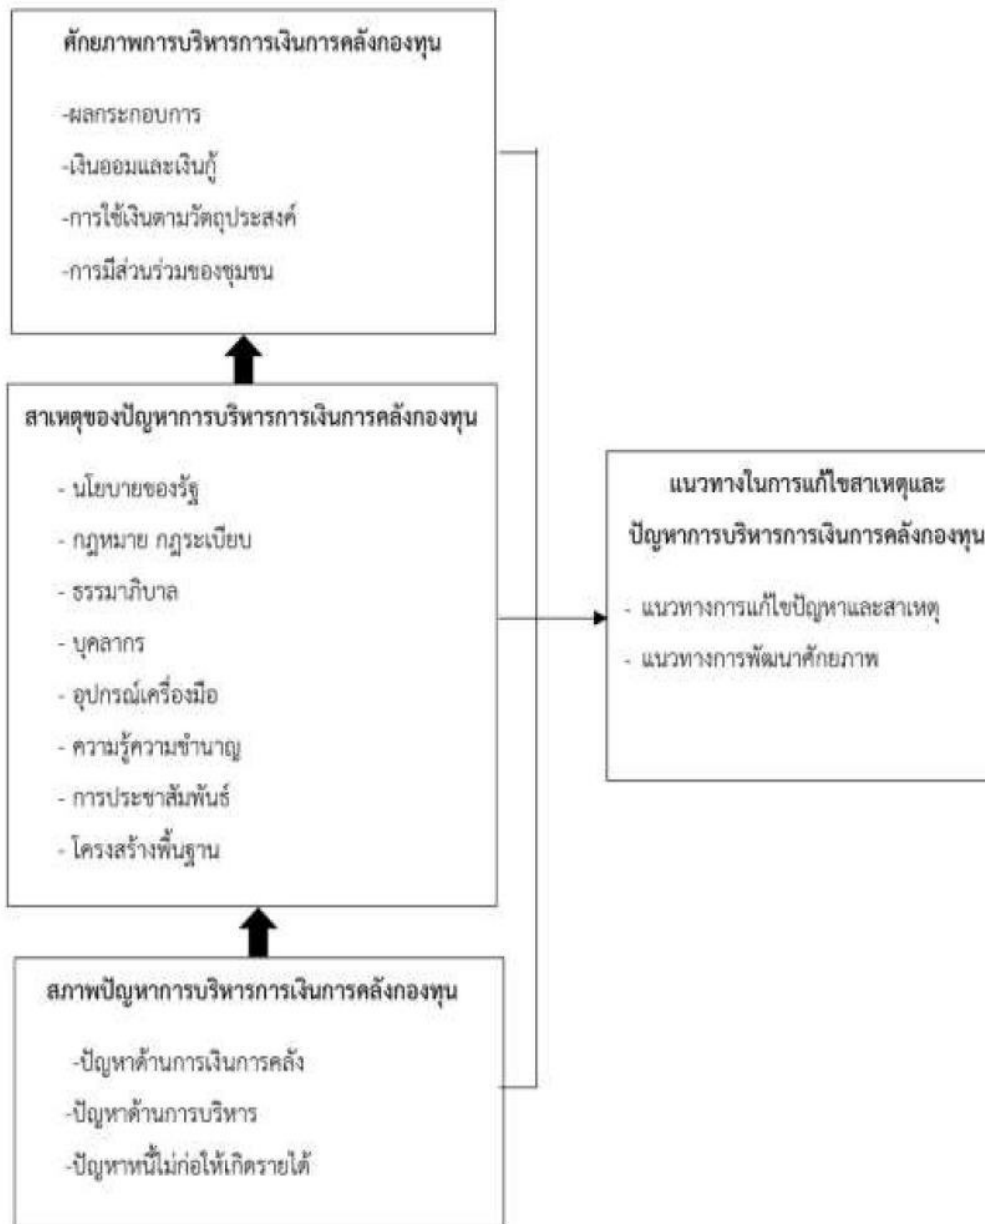 ศักยภาพการบริหารการเงินการคลังกองทุน
-ผลกระกอบการ
-เงินออมและเงินกู้
-การใช้เงินตามวัตถุประสงค์
-การมีส่วนร่วมของชุมชน
สาเหตุของปัญหาการบริหารการเงินการคลังกองทุน
- นโยบายของรัฐ
- กฎหมาย กฎระเบียบ
- ธรรมาภิบาล
- บุคลากร
- อุปกรณ์เครื่องมือ
- ความรู้ความชำนาญ
- การประชาสัมพันธ์
- โครงสร้างพื้นฐาน
สภาพปัญหาการบริหารการเงินการคลังกองทุน
-ปัญหาด้านการเงินการคลัง
-ปัญหาด้านการบริหาร
-ปัญหาหนี้ไม่ก่อให้เกิดรายได้
แนวทางในการแก้ไขสาเหตุและ
ปัญหาการบริหารการเงินการคลังกองทุน
- แนวทางการแก้ไขปัญหาและสาเหตุ
- แนวทางการพัฒนาศักยภาพ